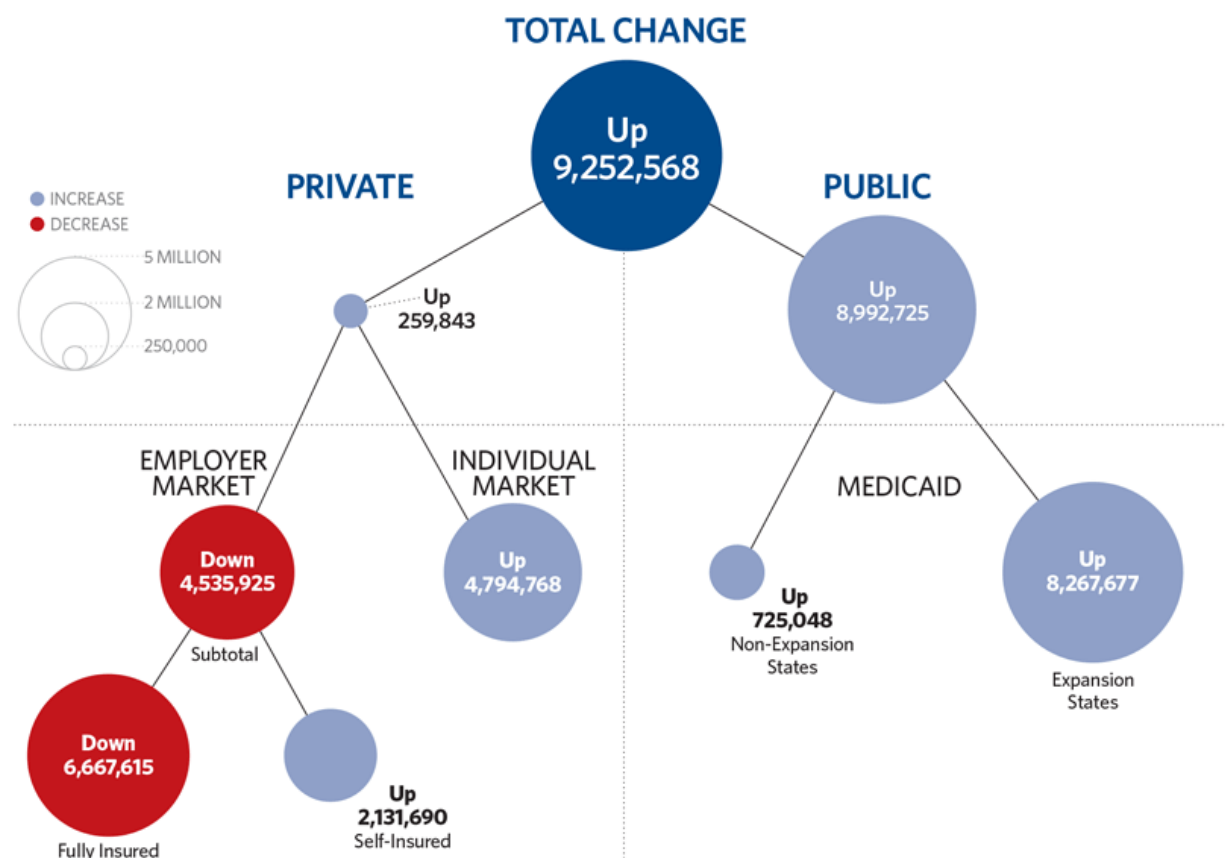 TOTAL CHANGE
Up
9,252,568
PRIVATE
PUBLIC
INCREASE
DECREASE
5 MILLION
2 MILLION
250,000
Up
259,843
Up
8,992,725
EMPLOYER
MARKET
INDIVIDUAL
MARKET
MEDICAID
Down
4,535,925
Subtotal
Up
4,794,768
Up
725,048
Non-Expansion
States
Up
8,267,677
Expansion
States
Down
6,667,615
Fully Insured
Up
2,131,690
Self-Insured